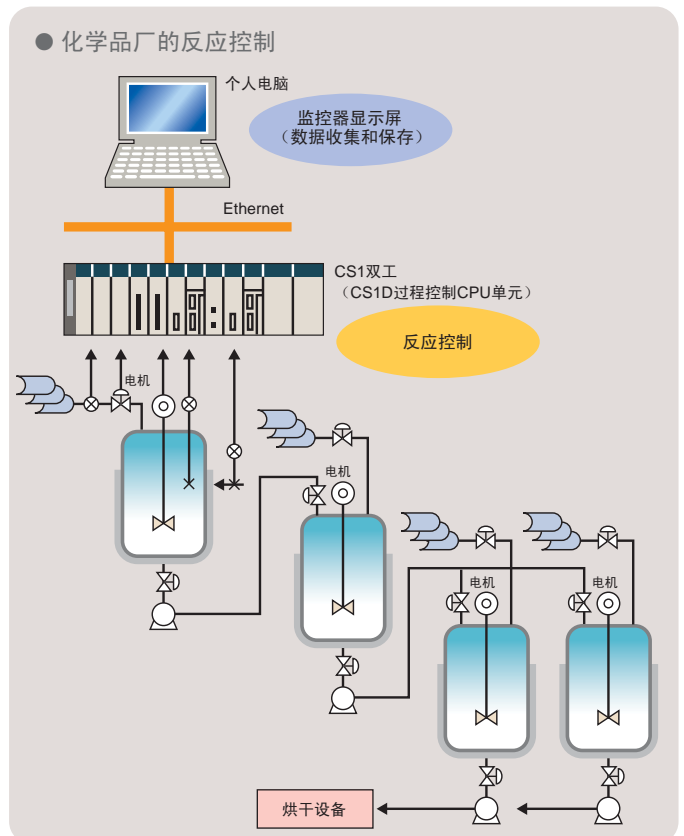 ● 化学品厂的反应控制
个人电脑
监控器显示屏
（数据收集和保存）
Ethernet
CS1双工
（CS1D过程控制CPU单元）
反应控制
电机
电机
电机
电机
烘干设备